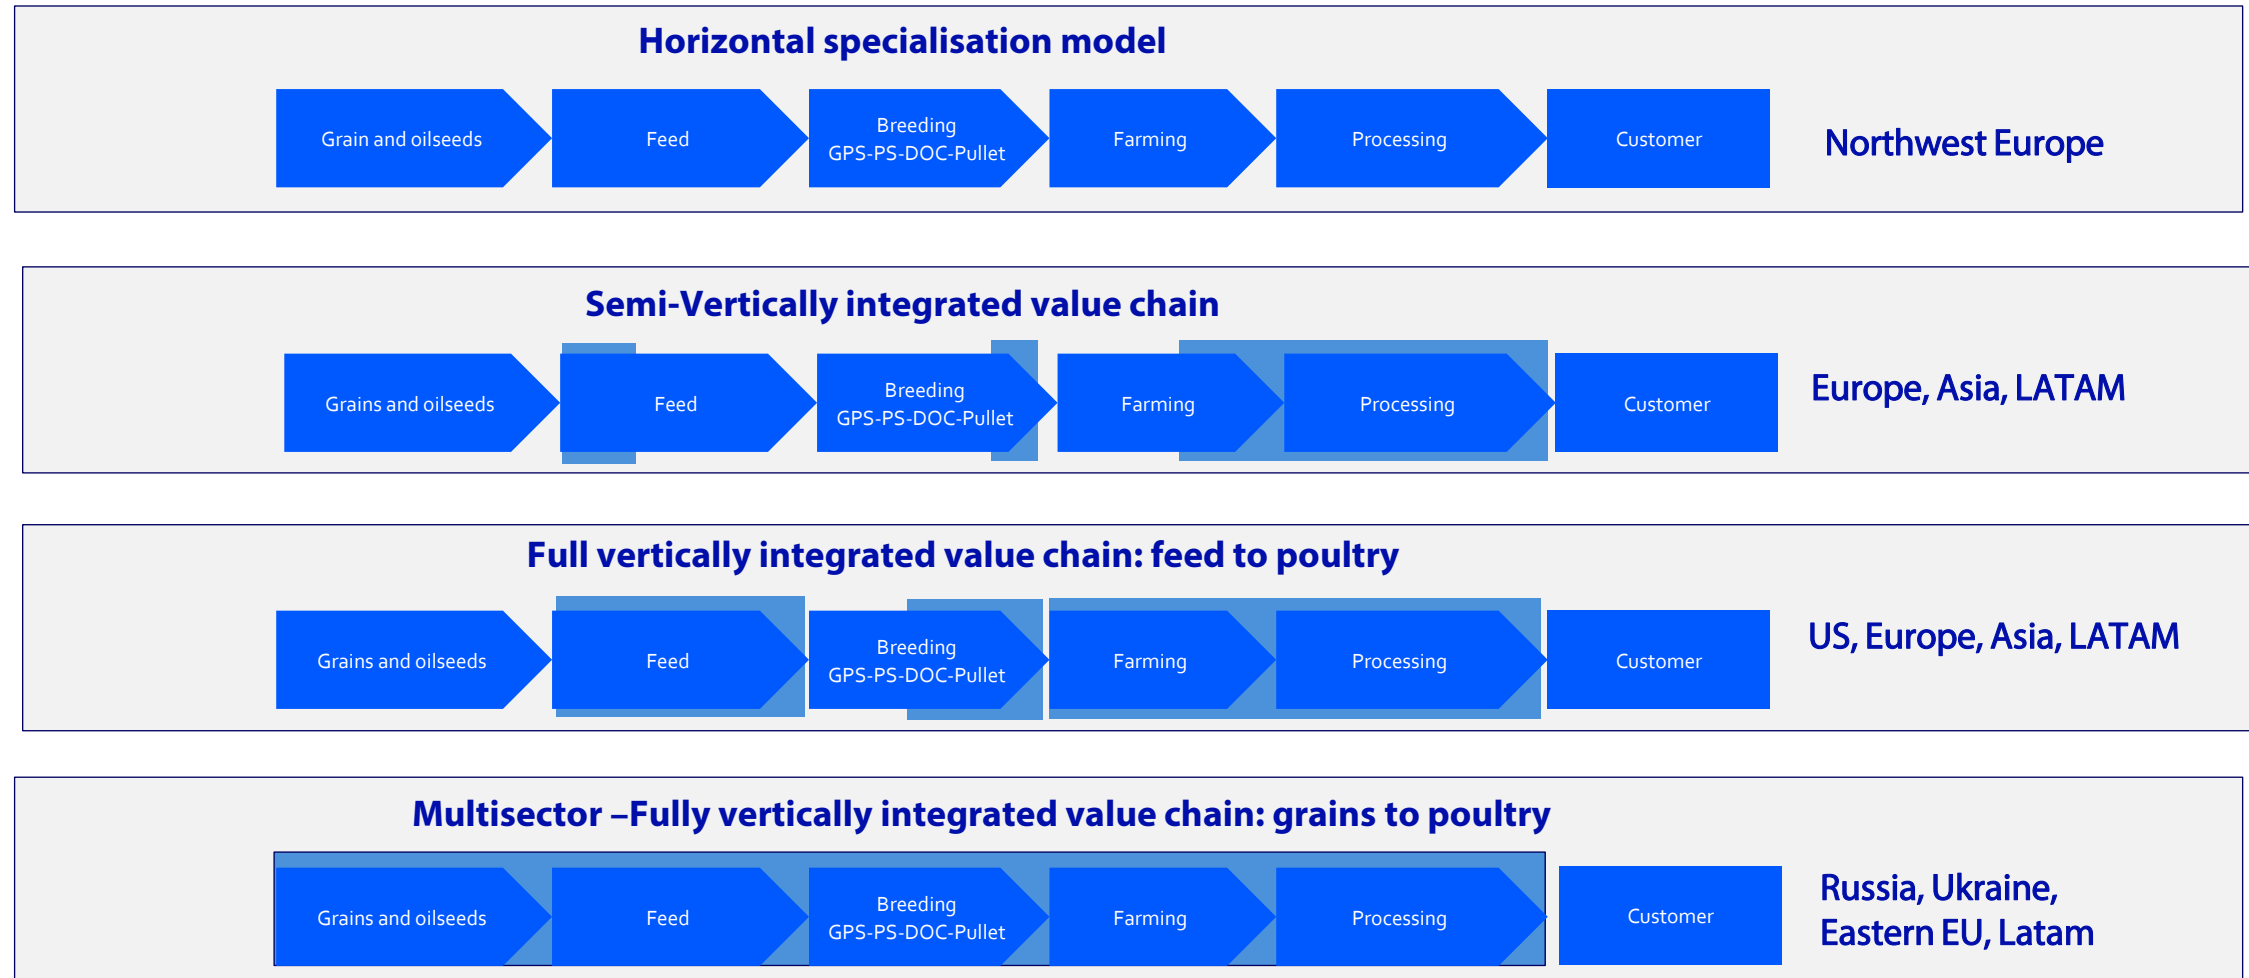 Horizontal specialisation model
Grain and oilseeds
Feed
Breeding
GPS-PS-DOC-Pullet
Farming
Processing
Customer
Northwest Europe
Semi-Vertically integrated value chain
Grains and oilseeds
Feed
Breeding
GPS-PS-DOC-Pullet
Farming
Processing
Customer
Europe, Asia, LATAM
Full vertically integrated value chain: feed to poultry
Grains and oilseeds
Feed
Breeding
GPS-PS-DOC-Pullet
Farming
Processing
Customer
US, Europe, Asia, LATAM
Multisector –Fully vertically integrated value chain: grains to poultry
Grains and oilseeds
Feed
Breeding
GPS-PS-DOC-Pullet
Farming
Processing
Customer
Russia, Ukraine,
Eastern EU, Latam